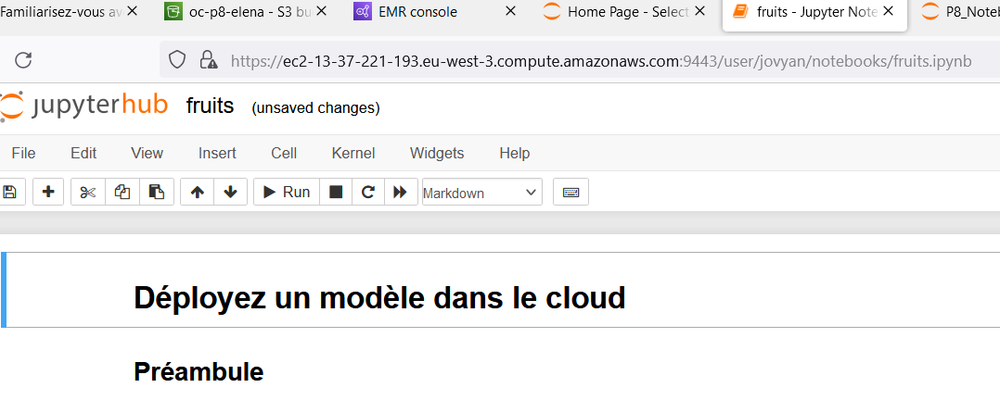 Familiarisez-vous av oc-p8-elena - S3 bu EMR console Home Page - Select fruits - Jupyter Note P8_Noteb
https://ec2-13-37-221-193.eu-west-3.compute.amazonaws.com:9443/user/jovyan/notebooks/fruits.ipynb
jupyterhub fruits (unsaved changes)
File Edit View Insert Cell Kernel Widgets Help
Run Markdown
Déployez un modèle dans le cloud
Préambule